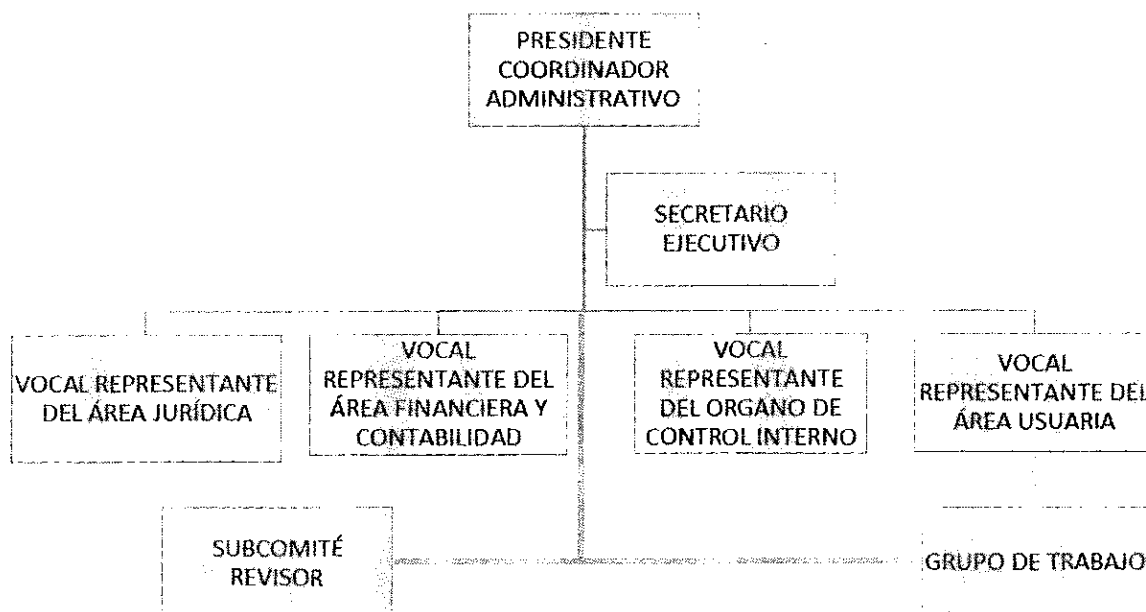 PRESIDENTE
COORDINADOR
ADMINISTRATIVO
SECRETARIO
EJECUTIVO
VOCAL REPRESENTANTE
DEL ÁREA JURÍDICA
VOCAL
REPRESENTANTE DEL
ÁREA FINANCIERA Y
CONTABILIDAD
VOCAL
REPRESENTANTE
DEL ORGANO DE
CONTROL INTERNO
VOCAL
REPRESENTANTE DEL
ÁREA USUARIA
SUBCOMITÉ
REVISOR
GRUPO DE TRABAJO